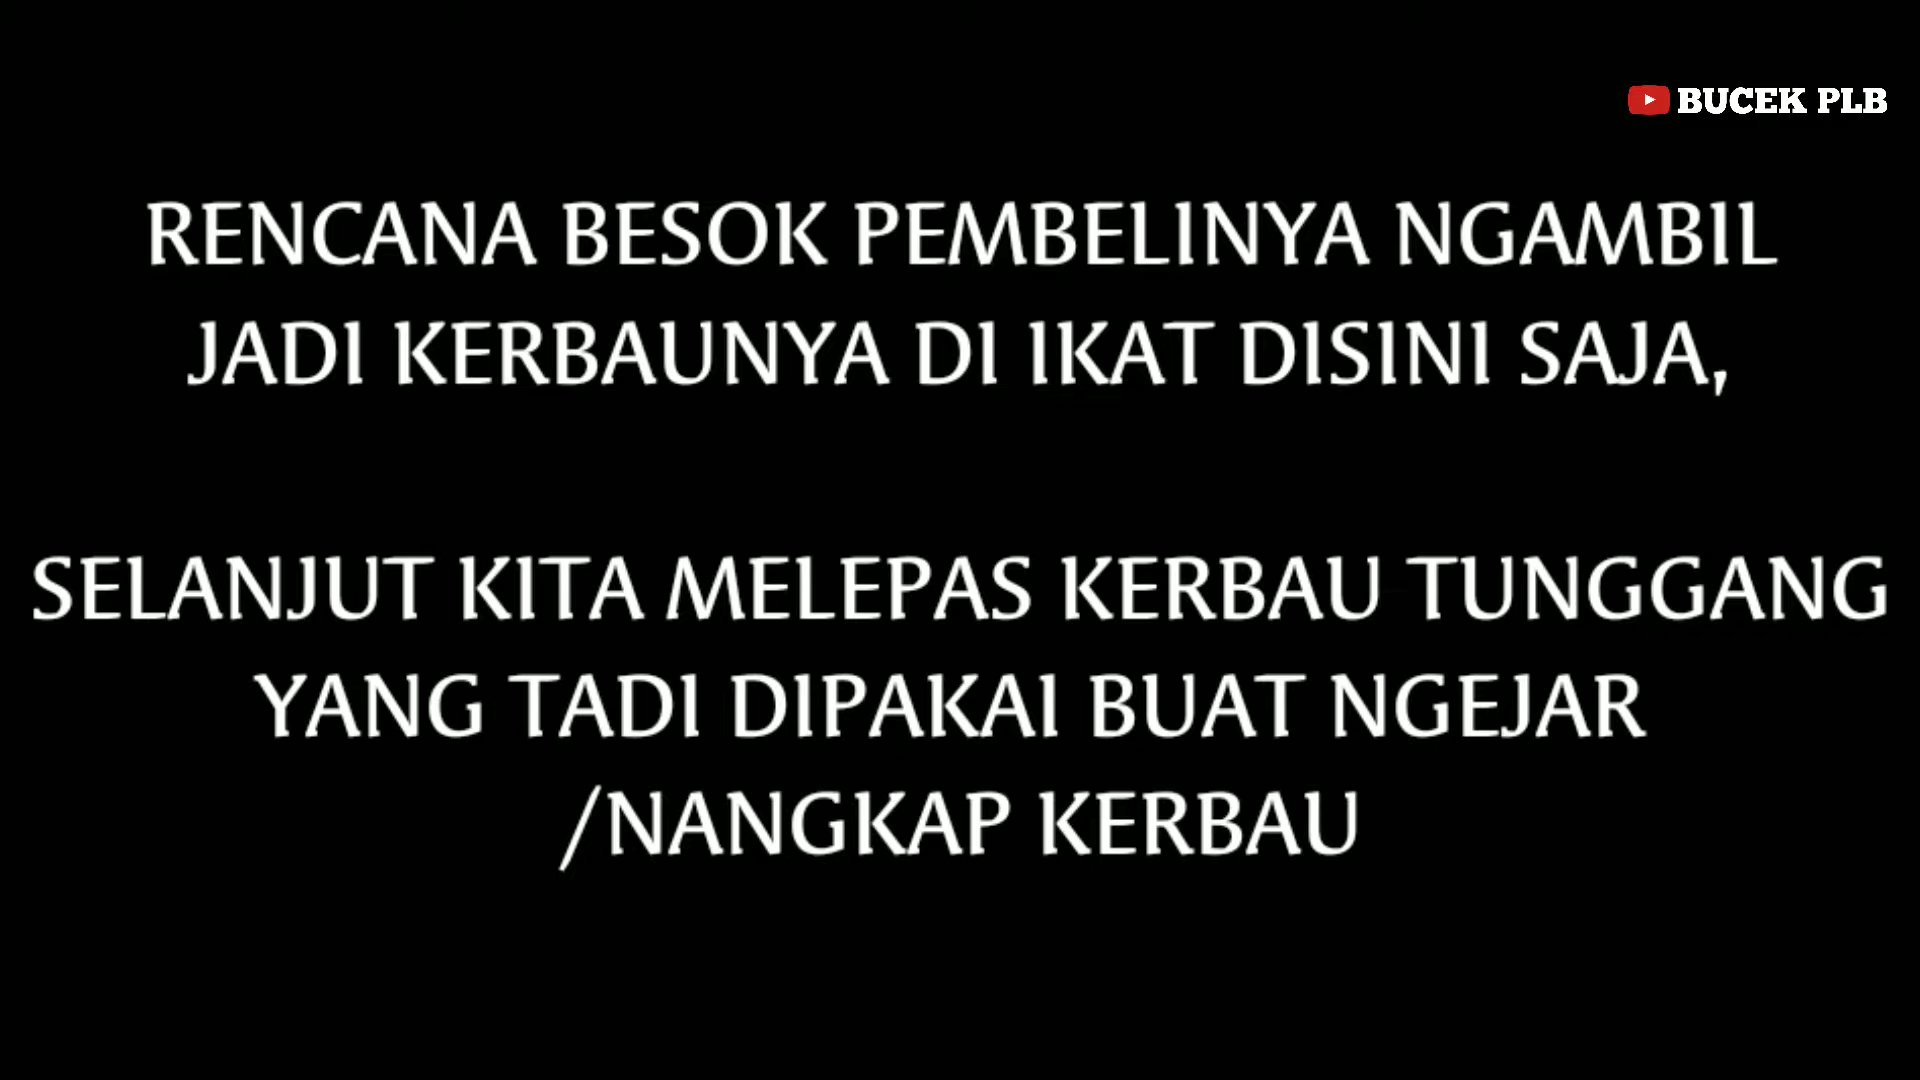 BUCEK PLB
RENCANA BESOK PEMBELINYA NGAMBIL
JADI KERBAUNYA DI IKAT DISINI SAJA,
SELANJUT KITA MELEPAS KERBAU TUNGGANG
YANG TADI DIPAKAI BUAT NGEJAR
/NANGKAP KERBAU